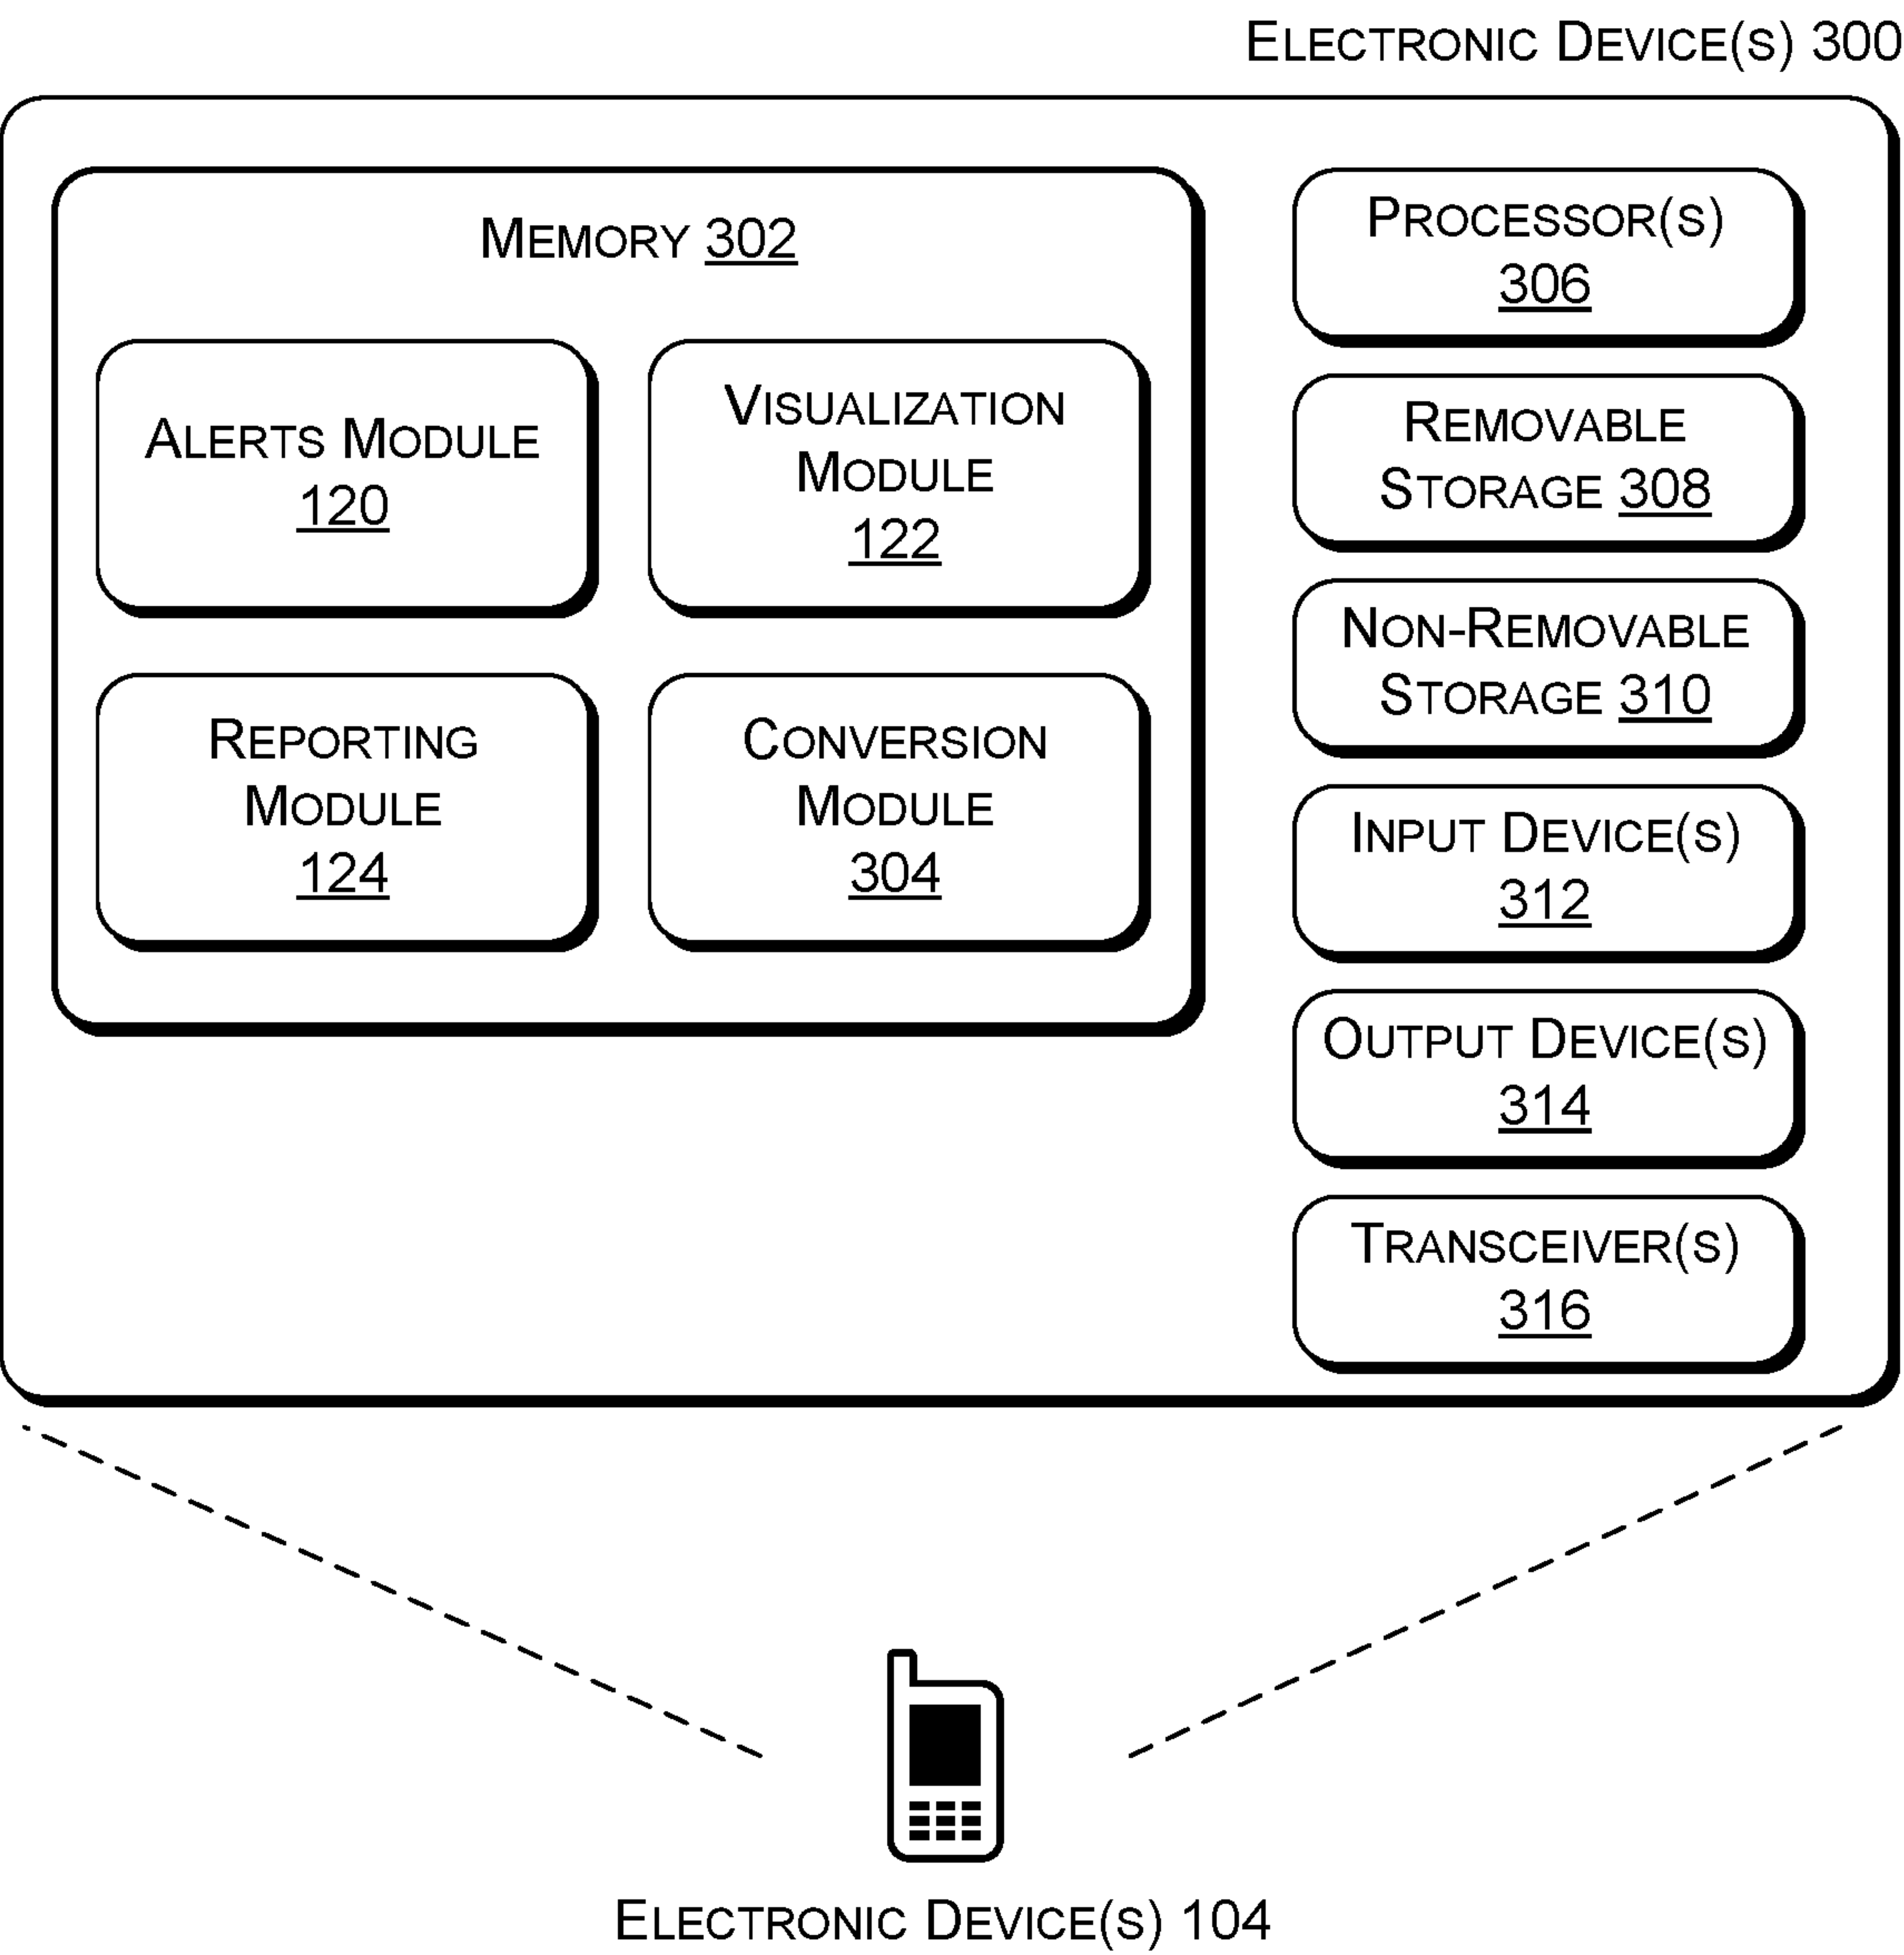 ELECTRONIC DEVICE(S) 300
MEMORY 302
ALERTS MODULE
120
VISUALIZATION
MODULE
122
REPORTING
MODULE
124
CONVERSION
MODULE
304
PROCESSOR(S)
306
REMOVABLE
STORAGE 308
NON-REMOVABLE
STORAGE 310
INPUT DEVICE(S)
312
OUTPUT DEVICE(S)
314
TRANSCEIVER(S)
316
ELECTRONIC DEVICE(S) 104